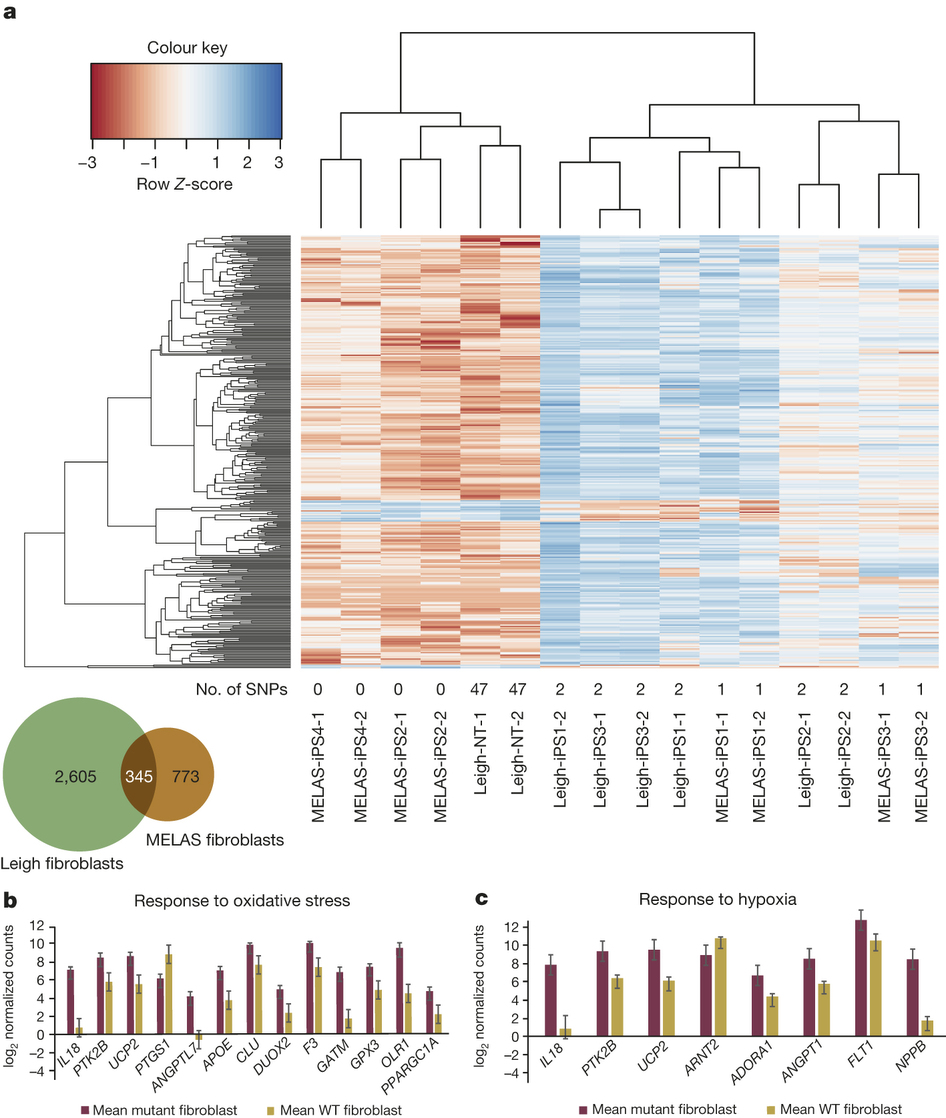 a
Colour key
−3 −1 1 2 3
Row Z-score
No. of SNPs 0 0 0 0 47 47 2 2 2 2 1 1 2 2 1 1
MELAS-iPS4-1
MELAS-iPS4-2
MELAS-iPS2-1
MELAS-iPS2-2
Leigh-NT-1
Leigh-NT-2
Leigh-iPS1-2
Leigh-iPS3-1
Leigh-iPS3-2
Leigh-iPS1-1
MELAS-iPS1-1
MELAS-iPS1-2
Leigh-iPS2-1
Leigh-iPS2-2
MELAS-iPS3-1
MELAS-iPS3-2
2,605 345 773
MELAS fibroblasts
Leigh fibroblasts
b
Response to oxidative stress
log2 normalized counts
12
10
8
6
4
2
0
−2
−4
IL18
PTK2B
UCP2
PTGS1
ANGPTL7
APOE
CLU
DUOX2
F3
GATM
GPX3
OLR1
PPARGC1A
Mean mutant fibroblast Mean WT fibroblast
c
Response to hypoxia
log2 normalized counts
12
10
8
6
4
2
0
−2
−4
IL18
PTK2B
UCP2
ARNT2
ADORA1
ANGPT1
FLT1
NPPB
Mean mutant fibroblast Mean WT fibroblast